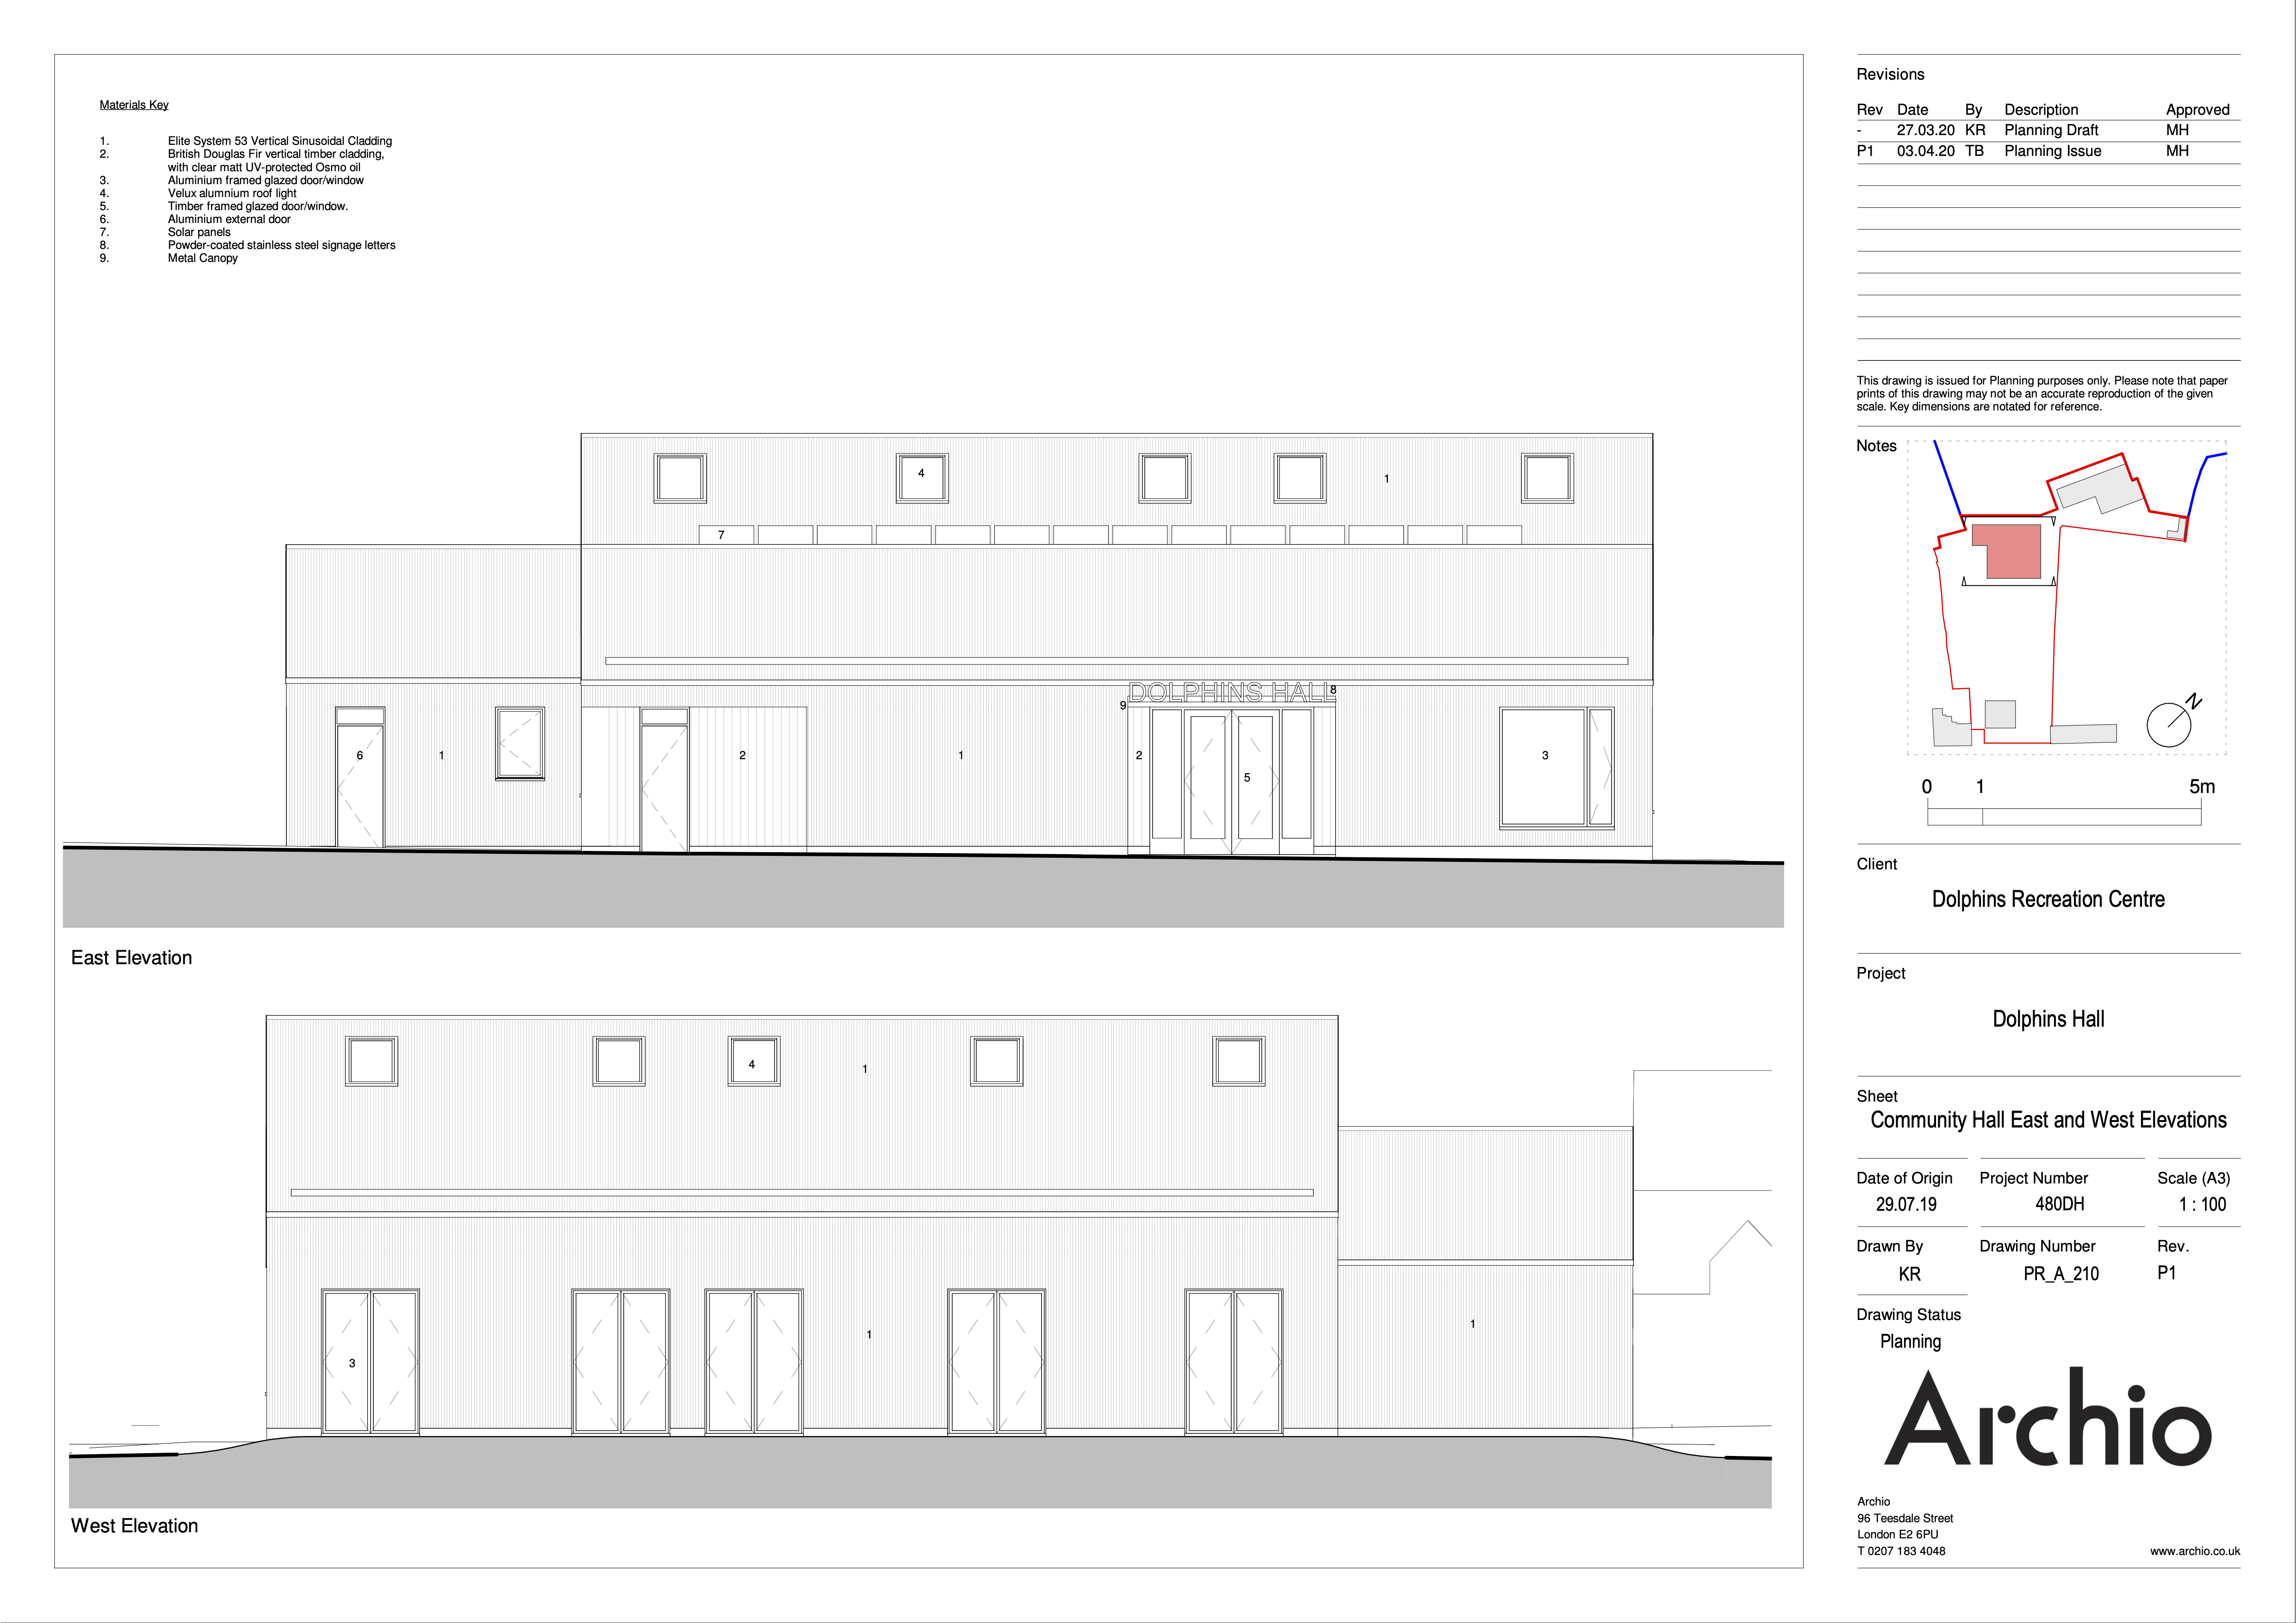 Materials Key
1. Elite System 53 Vertical Sinusoidal Cladding
2. British Douglas Fir vertical timber cladding,
with clear matt UV-protected Osmo oil
3. Aluminium framed glazed door/window
4. Velux alumnium roof light
5. Timber framed glazed door/window.
6. Aluminium external door
7. Solar panels
8. Powder-coated stainless steel signage letters
9. Metal Canopy
4
1
7
DOLPHINS HALL 8
9
6 1 2 1 2 3
5
East Elevation
4
1
1
1
3
West Elevation
Revisions
Rev Date By Description Approved
- 27.03.20 KR Planning Draft MH
P1 03.04.20 TB Planning Issue MH
This drawing is issued for Planning purposes only. Please note that paper
prints of this drawing may not be an accurate reproduction of the given
scale. Key dimensions are notated for reference.
Notes
N
0 1 5m
Client
Dolphins Recreation Centre
Project
Dolphins Hall
Sheet
Community Hall East and West Elevations
Date of Origin Project Number Scale (A3)
29.07.19 480DH 1 : 100
Drawn By Drawing Number Rev.
KR PR_A_210 P1
Drawing Status
Planning
Archio
Archio
96 Teesdale Street
London E2 6PU
T 0207 183 4048 www.archio.co.uk